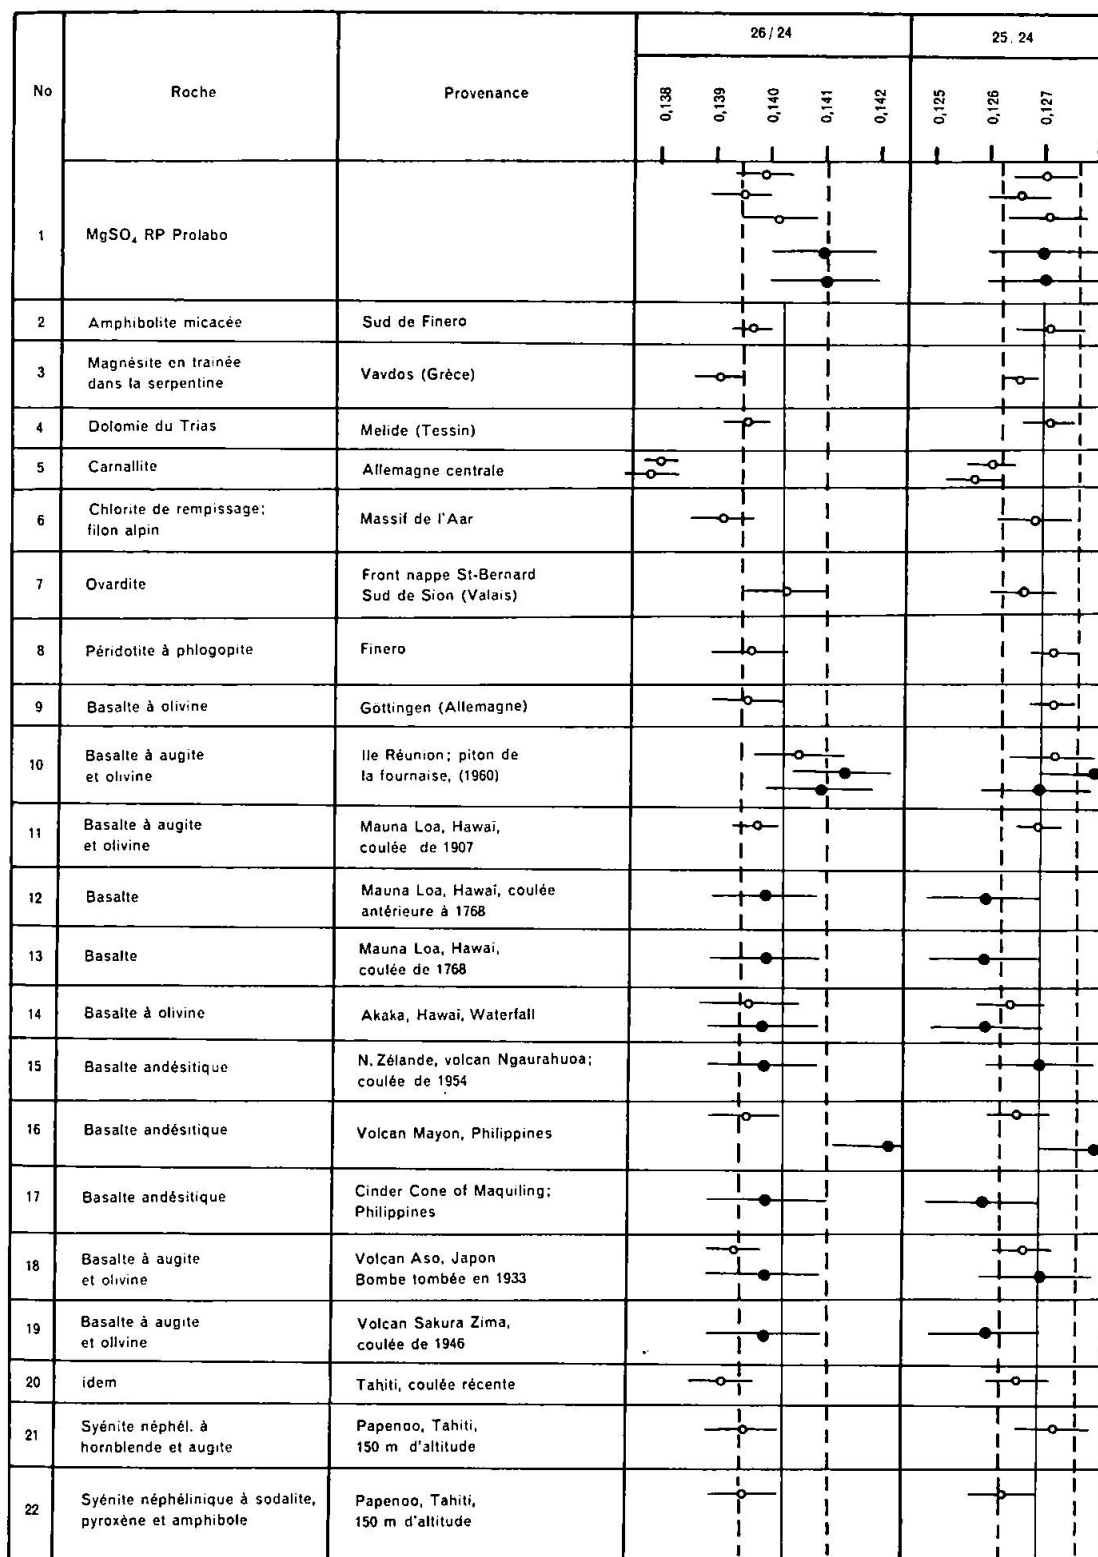 26/24
25.24
No
Roche
Provenance
0,138
0,139
0,140
0,141
0,142
0,125
0,126
0,127
1
MgSO4 RP Prolabo
2
Amphibolite micacée
Sud de Finero
3
Magnésite en trainée
dans la serpentine
Vavdos (Grèce)
4
Dolomie du Trias
Melide (Tessin)
5
Carnallite
Allemagne centrale
6
Chlorite de rempissage;
filon alpin
Massif de l'Aar
7
Ovardite
Front nappe St-Bernard
Sud de Sion (Valais)
8
Péridotite à phlogopite
Finero
9
Basalte à olivine
Göttingen (Allemagne)
10
Basalte à augite
et olivine
Ile Réunion; piton de
la fournaise, (1960)
11
Basalte à augite
et olivine
Mauna Loa, Hawaï,
coulée de 1907
12
Basalte
Mauna Loa, Hawaï, coulée
antérieure à 1768
13
Basalte
Mauna Loa, Hawaï,
coulée de 1768
14
Basalte à olivine
Akaka, Hawaï, Waterfall
15
Basalte andésitique
N. Zélande, volcan Ngaurahuoa;
coulée de 1954
16
Basalte andésitique
Volcan Mayon, Philippines
17
Basalte andésitique
Cinder Cone of Maquiling;
Philippines
18
Basalte à augite
et olivine
Volcan Aso, Japon
Bombe tombée en 1933
19
Basalte à augite
et olivine
Volcan Sakura Zima,
coulée de 1946
20
idem
Tahiti, coulée récente
21
Syénite néphél. à
hornblende et augite
Papenoo, Tahiti,
150 m d'altitude
22
Syénite néphélinique à sodalite,
pyroxène et amphibole
Papenoo, Tahiti,
150 m d'altitude